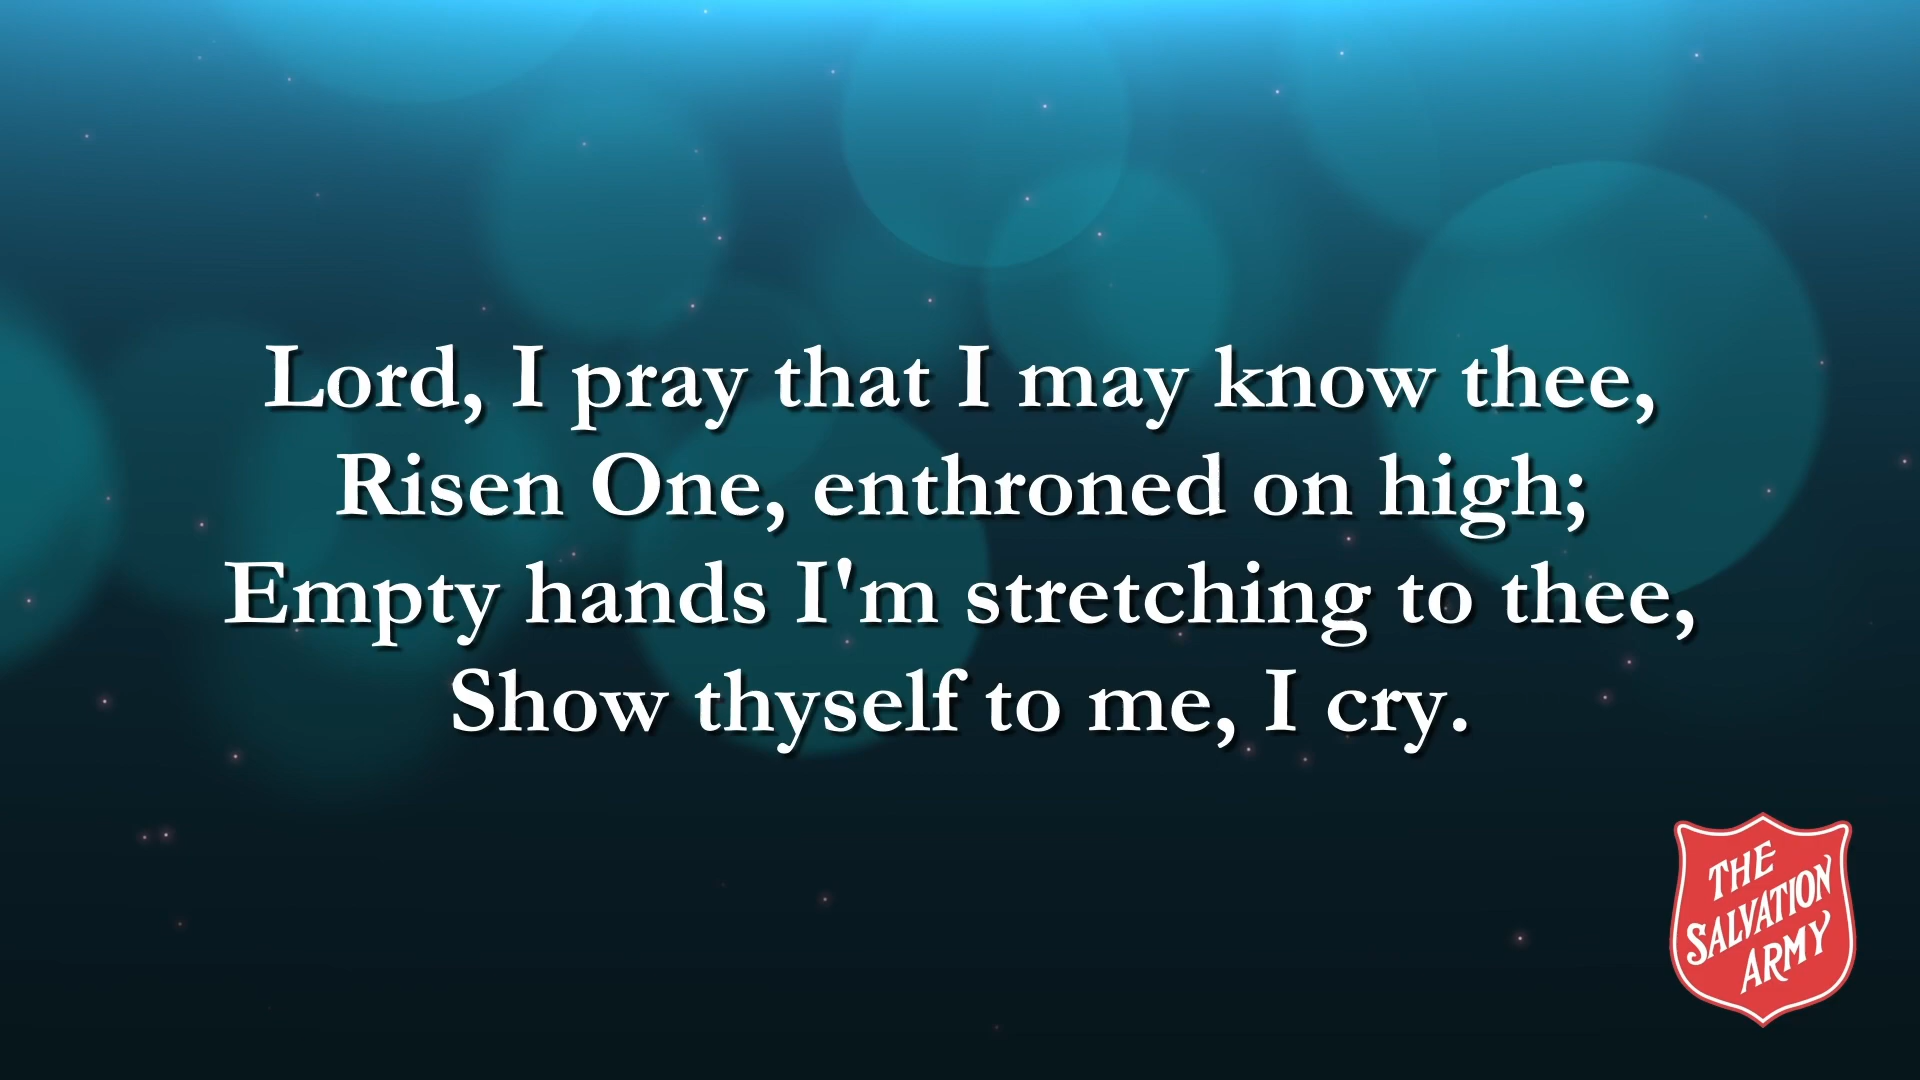 Lord, I pray that I may know thee,
Risen One, enthroned on high;
Empty hands I'm stretching to thee,
Show thyself to me, I cry.
THE
SALVATION
ARMY